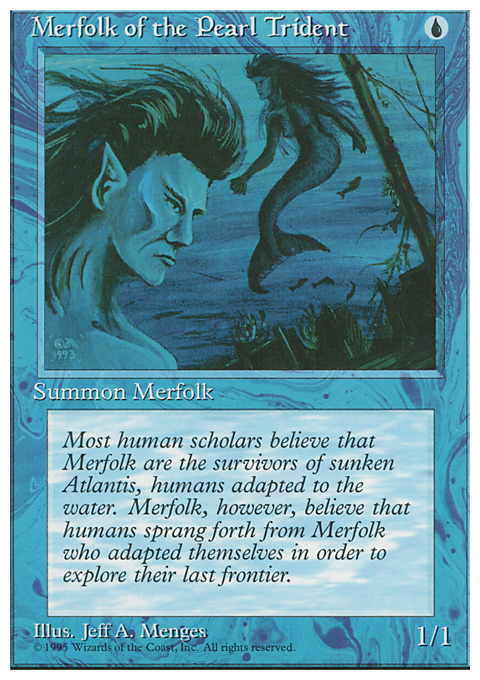 Merfolk of the Pearl Trident
1993
Summon Merfolk
Most human scholars believe that
Merfolk are the survivors of sunken
Atlantis, humans adapted to the
water. Merfolk, however, believe that
humans sprang forth from Merfolk
who adapted themselves in order to
explore their last frontier.
Illus. Jeff A. Menges
1/1
© 1995 Wizards of the Coast, Inc. All rights reserved.